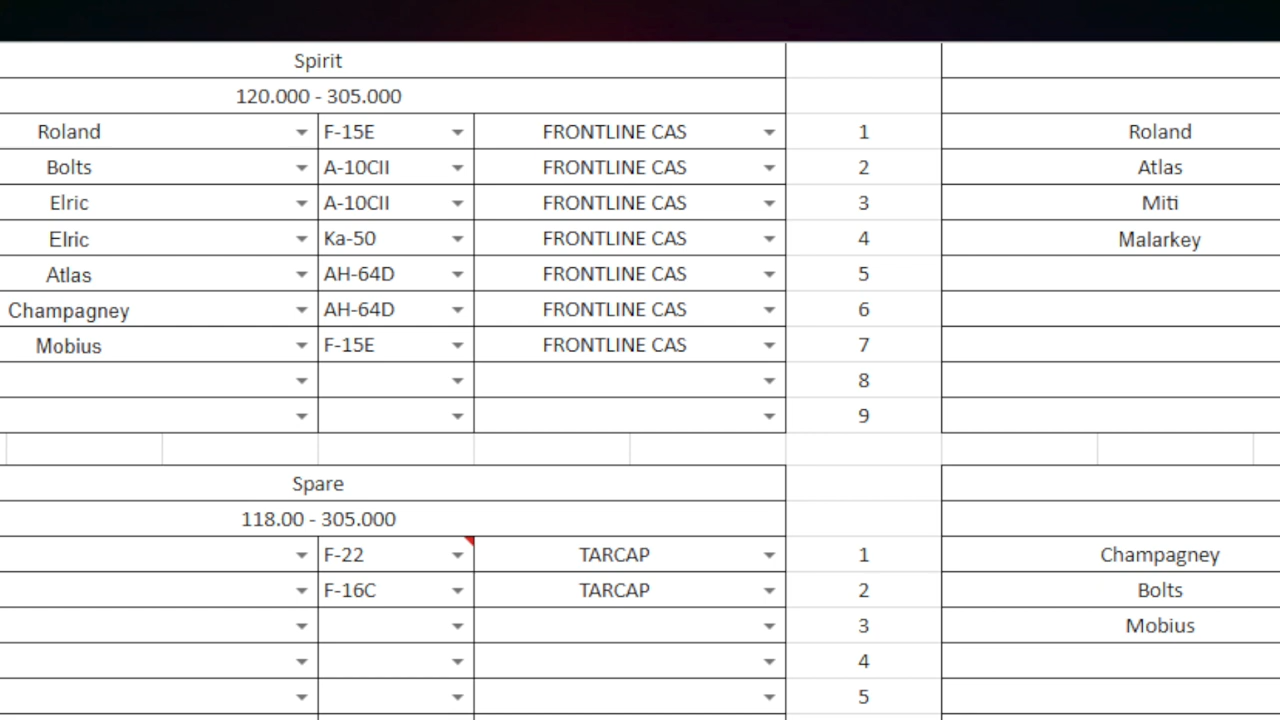 Spirit
120.000 - 305.000
Roland F-15E FRONTLINE CAS 1 Roland
Bolts A-10CII FRONTLINE CAS 2 Atlas
Elric A-10CII FRONTLINE CAS 3 Miti
Elric Ka-50 FRONTLINE CAS 4 Malarkey
Atlas AH-64D FRONTLINE CAS 5
Champagney AH-64D FRONTLINE CAS 6
Mobius F-15E FRONTLINE CAS 7
8
9
Spare
118.00 - 305.000
F-22 TARCAP 1 Champagney
F-16C TARCAP 2 Bolts
3 Mobius
4
5